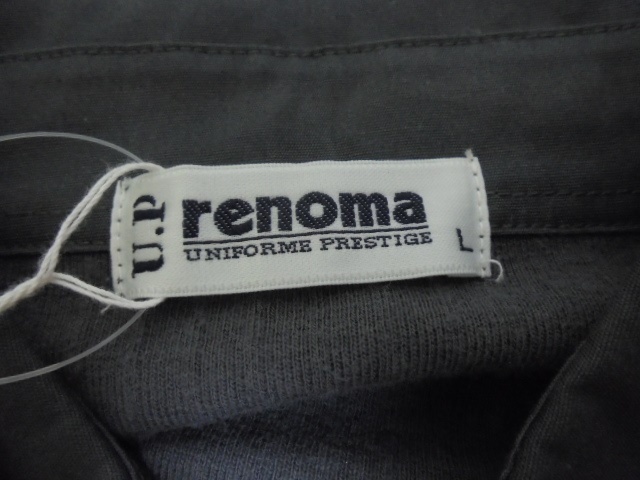 U.P
renoma
UNIFORME PRESTIGE
L